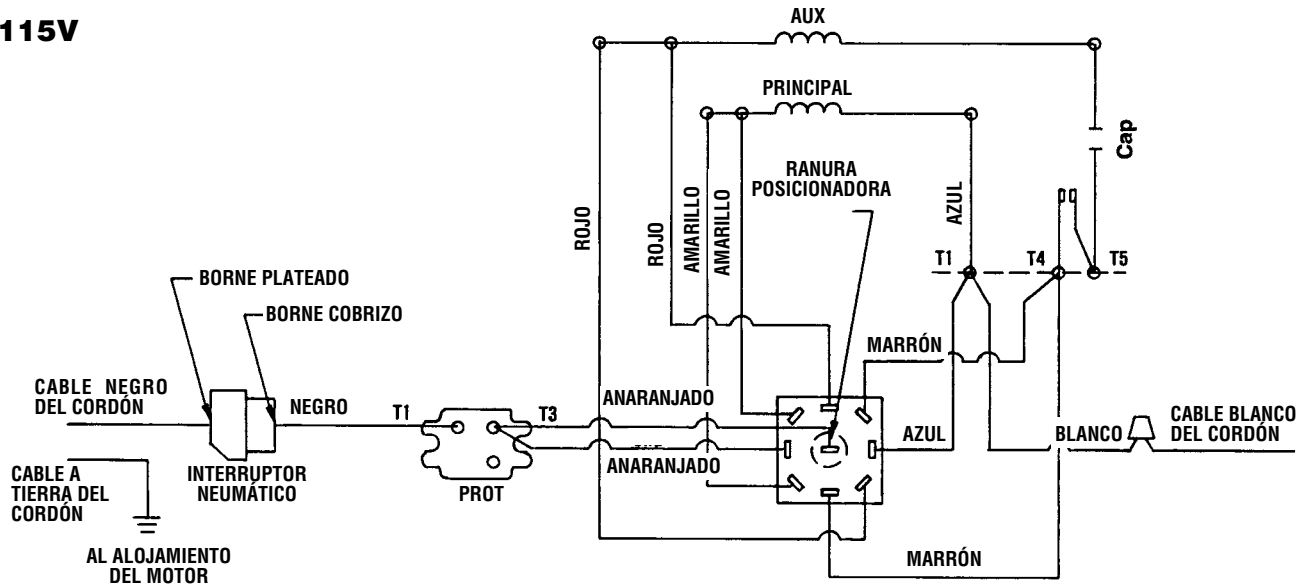 115V
AUX
PRINCIPAL
Cap
RANURA
POSICIONADORA
ROJO
ROJO
AMARILLO
AMARILLO
AZUL
T1
T4
T5
BORNE PLATEADO
BORNE COBRIZO
MARRÓN
CABLE NEGRO
DEL CORDÓN
NEGRO
T1
T3
ANARANJADO
AZUL
BLANCO
CABLE BLANCO
DEL CORDÓN
ANARANJADO
CABLE A
TIERRA DEL
CORDÓN
INTERRUPTOR
NEUMÁTICO
PROT
AL ALOJAMIENTO
DEL MOTOR
MARRÓN